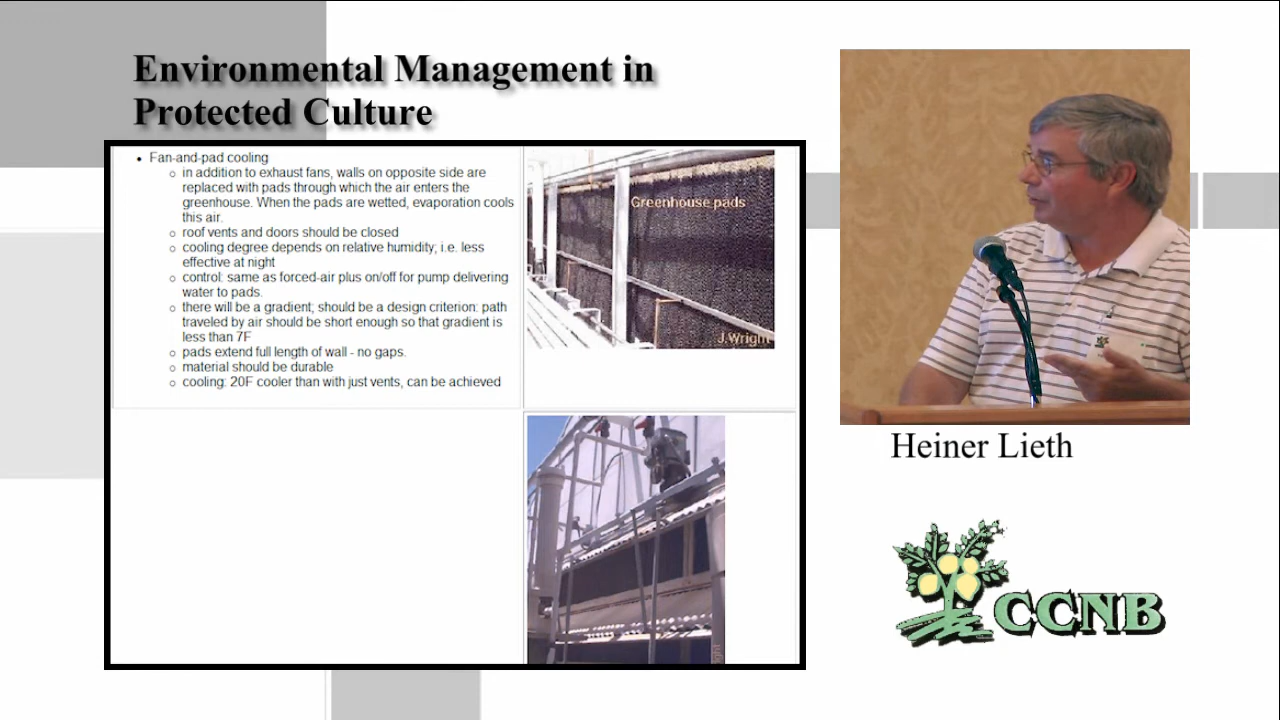 Environmental Management in
Protected Culture
• Fan-and-pad cooling
○ in addition to exhaust fans, walls on opposite side are
replaced with pads through which the air enters the
greenhouse. When the pads are wetted, evaporation cools
this air.
○ roof vents and doors should be closed
○ cooling degree depends on relative humidity; i.e. less
effective at night
○ control: same as forced-air plus on/off for pump delivering
water to pads.
○ there will be a gradient; should be a design criterion: path
traveled by air should be short enough so that gradient is
less than 7F
○ pads extend full length of wall - no gaps.
○ material should be durable
○ cooling: 20F cooler than with just vents, can be achieved
Greenhouse pads
J.Wright
Heiner Lieth
CCNB